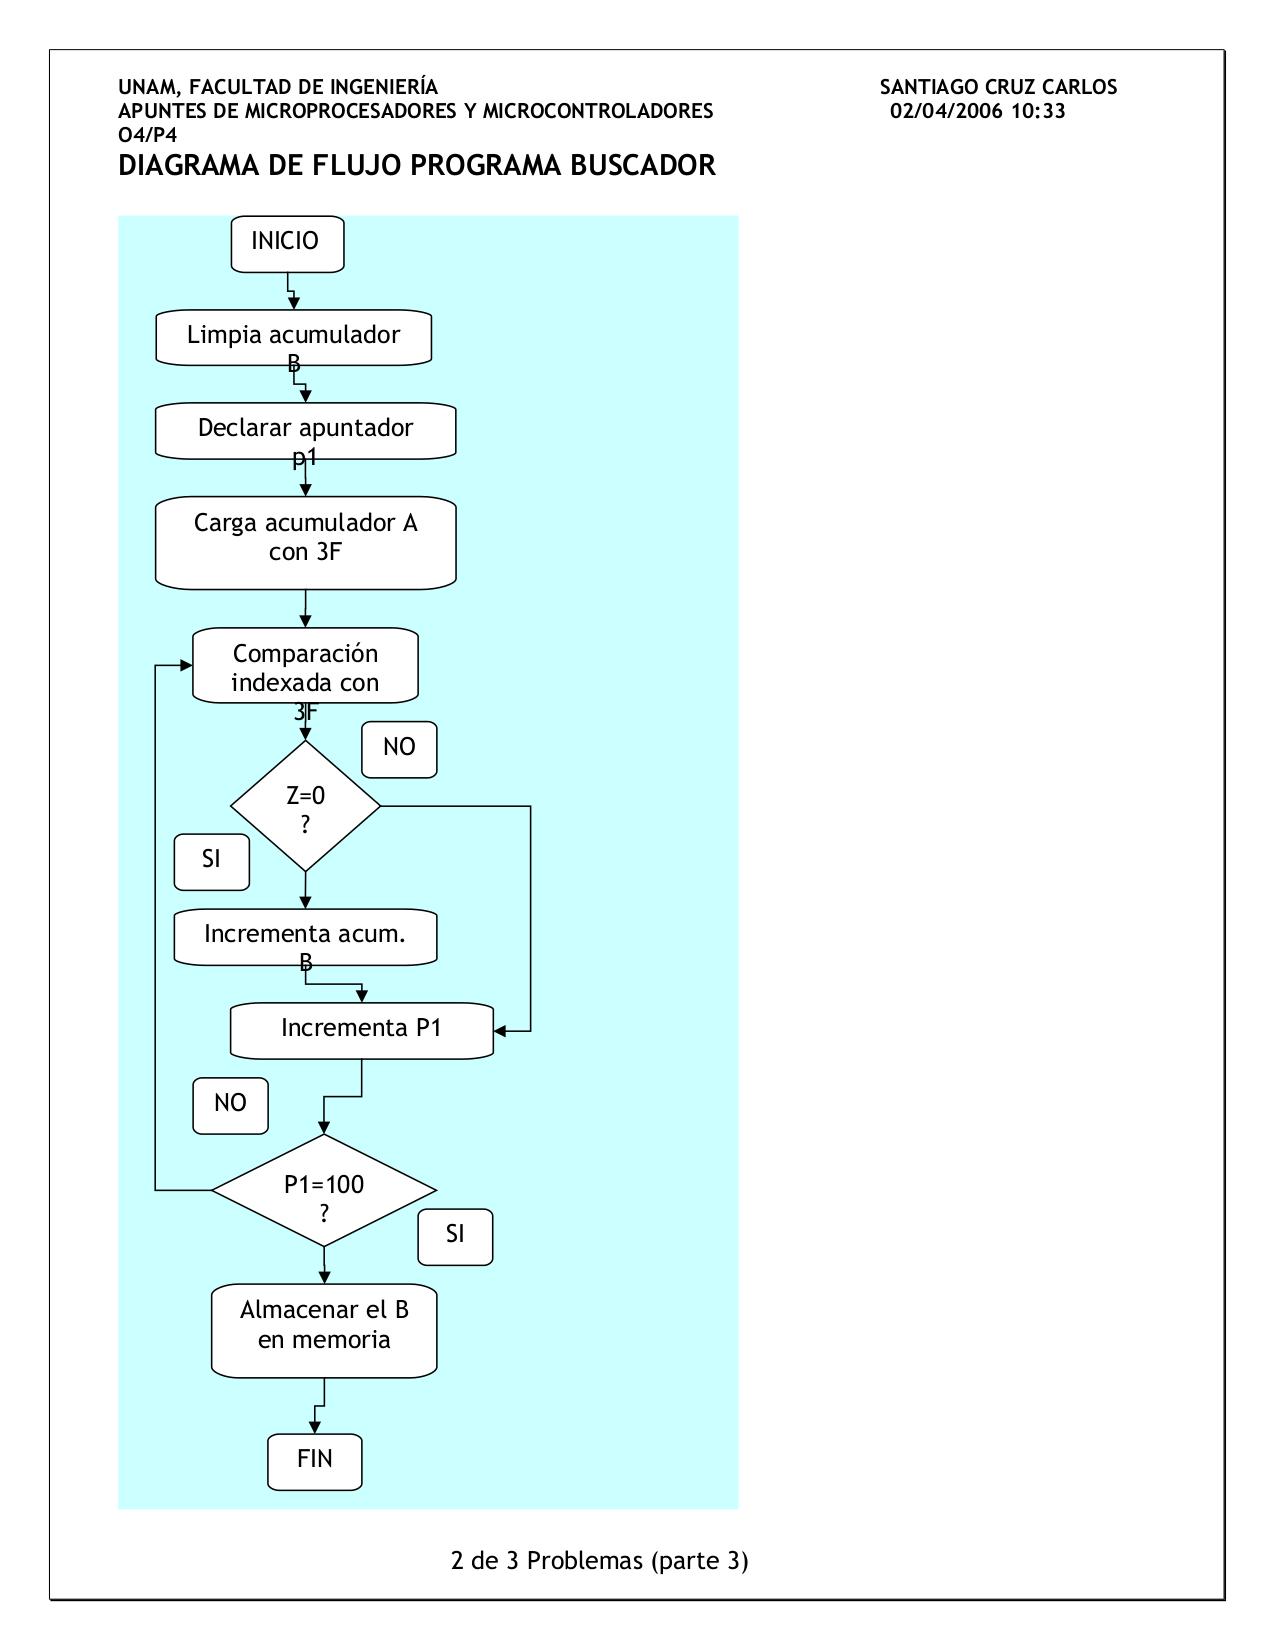 UNAM, FACULTAD DE INGENIERÍA SANTIAGO CRUZ CARLOS
APUNTES DE MICROPROCESADORES Y MICROCONTROLADORES 02/04/2006 10:33
O4/P4
DIAGRAMA DE FLUJO PROGRAMA BUSCADOR
INICIO
Limpia acumulador
B
Declarar apuntador
p1
Carga acumulador A
con 3F
Comparación
indexada con
3F
NO
Z=0
?
SI
Incrementa acum.
B
Incrementa P1
NO
P1=100
?
SI
Almacenar el B
en memoria
FIN
2 de 3 Problemas (parte 3)